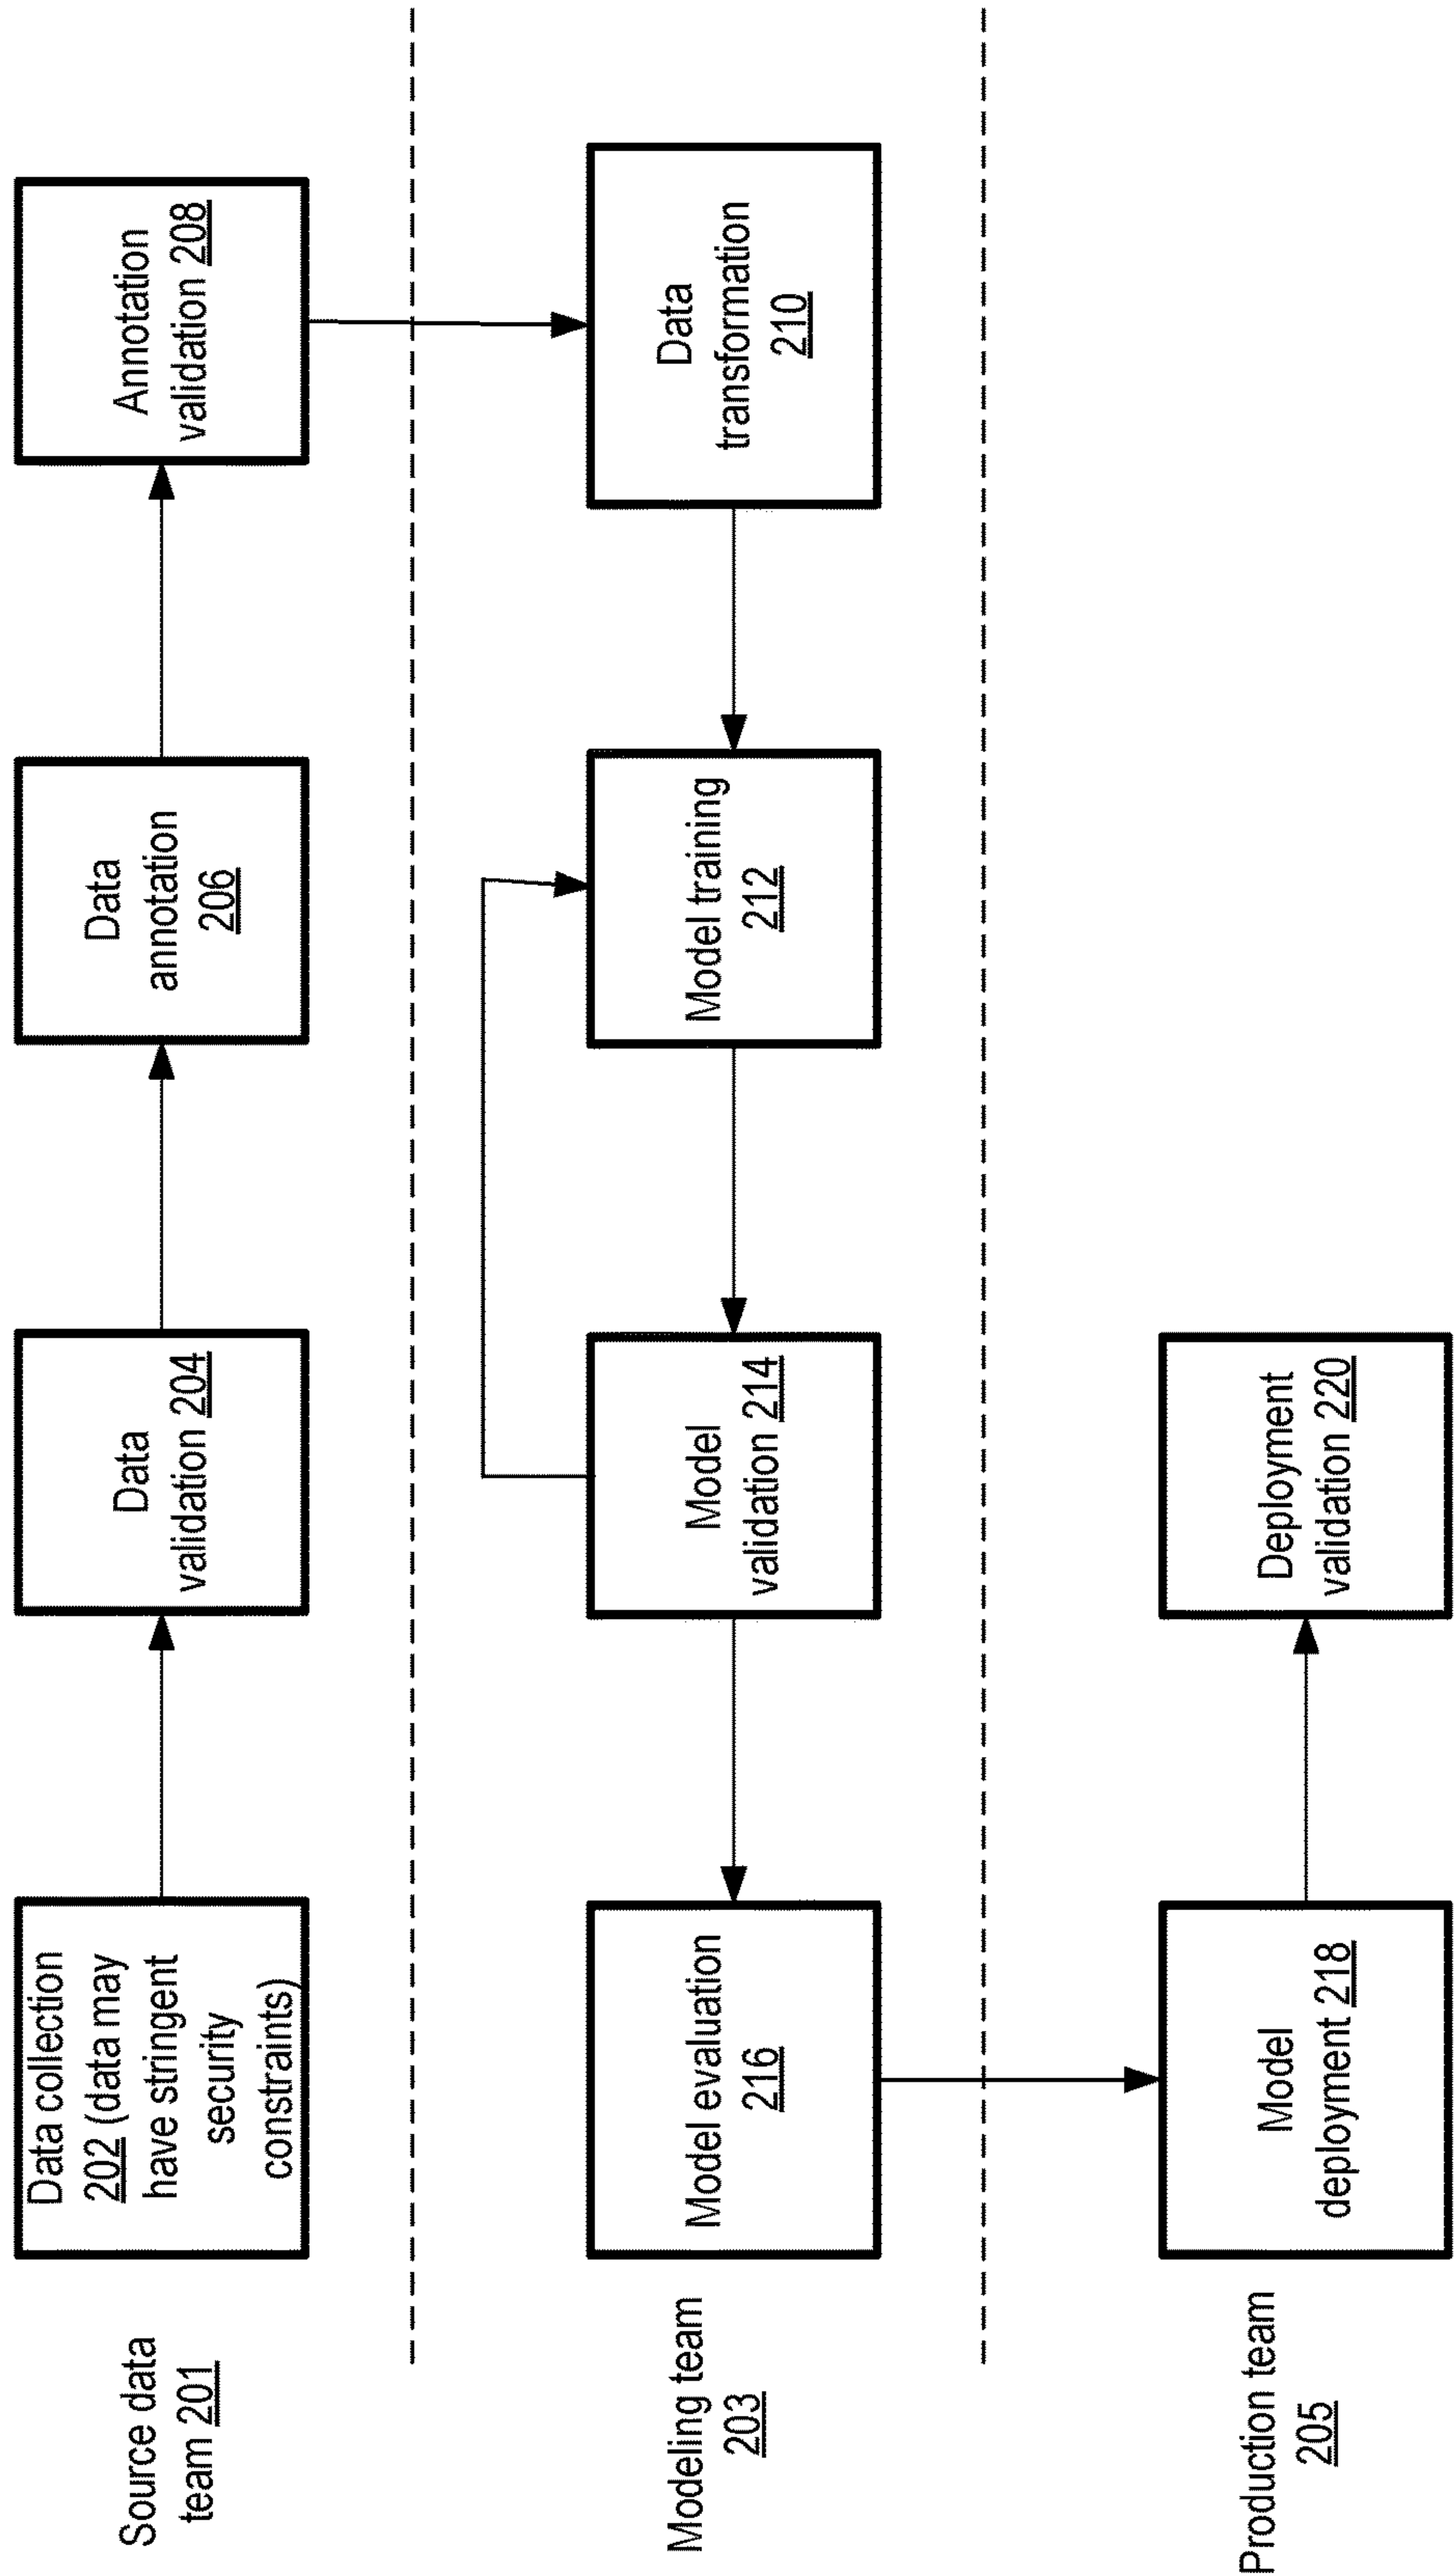 Source data
team 201
Data collection
202 (data may
have stringent
security
constraints)
Data
validation 204
Data
annotation
206
Annotation
validation 208
Modeling team
203
Model evaluation
216
Model
validation 214
Model training
212
Data
transformation
210
Production team
205
Model
deployment 218
Deployment
validation 220